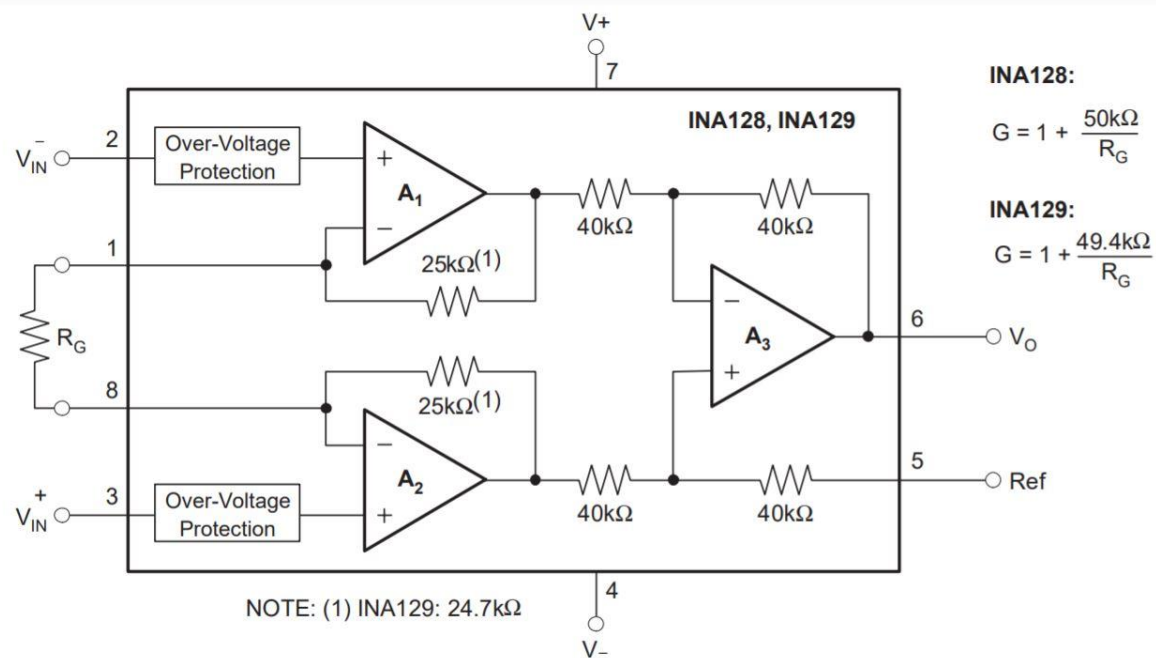 V+
7
INA128, INA129
INA128:
G = 1 + 50kΩ
R_G
INA129:
G = 1 + 49.4kΩ
R_G
V_IN^−
2
Over-Voltage
Protection
+
A₁
−
40kΩ
40kΩ
1
25kΩ(1)
R_G
−
A₃
+
6
V_O
8
25kΩ(1)
−
A₂
+
V_IN^+
3
Over-Voltage
Protection
40kΩ
40kΩ
5
Ref
NOTE: (1) INA129: 24.7kΩ
4
V−